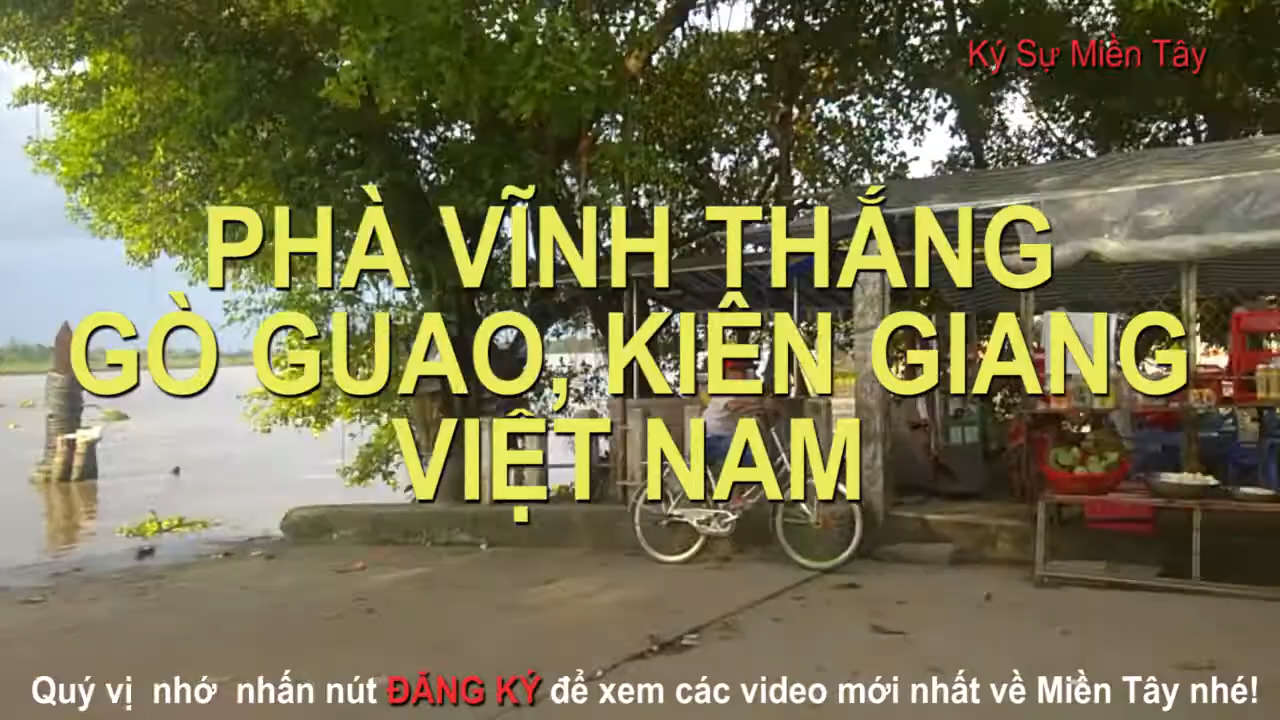 Ký Sự Miền Tây
PHÀ VĨNH THẮNG
GÒ GUAO, KIÊN GIANG
VIỆT NAM
Quý vị nhớ nhấn nút ĐĂNG KÝ để xem các video mới nhất về Miền Tây nhé!